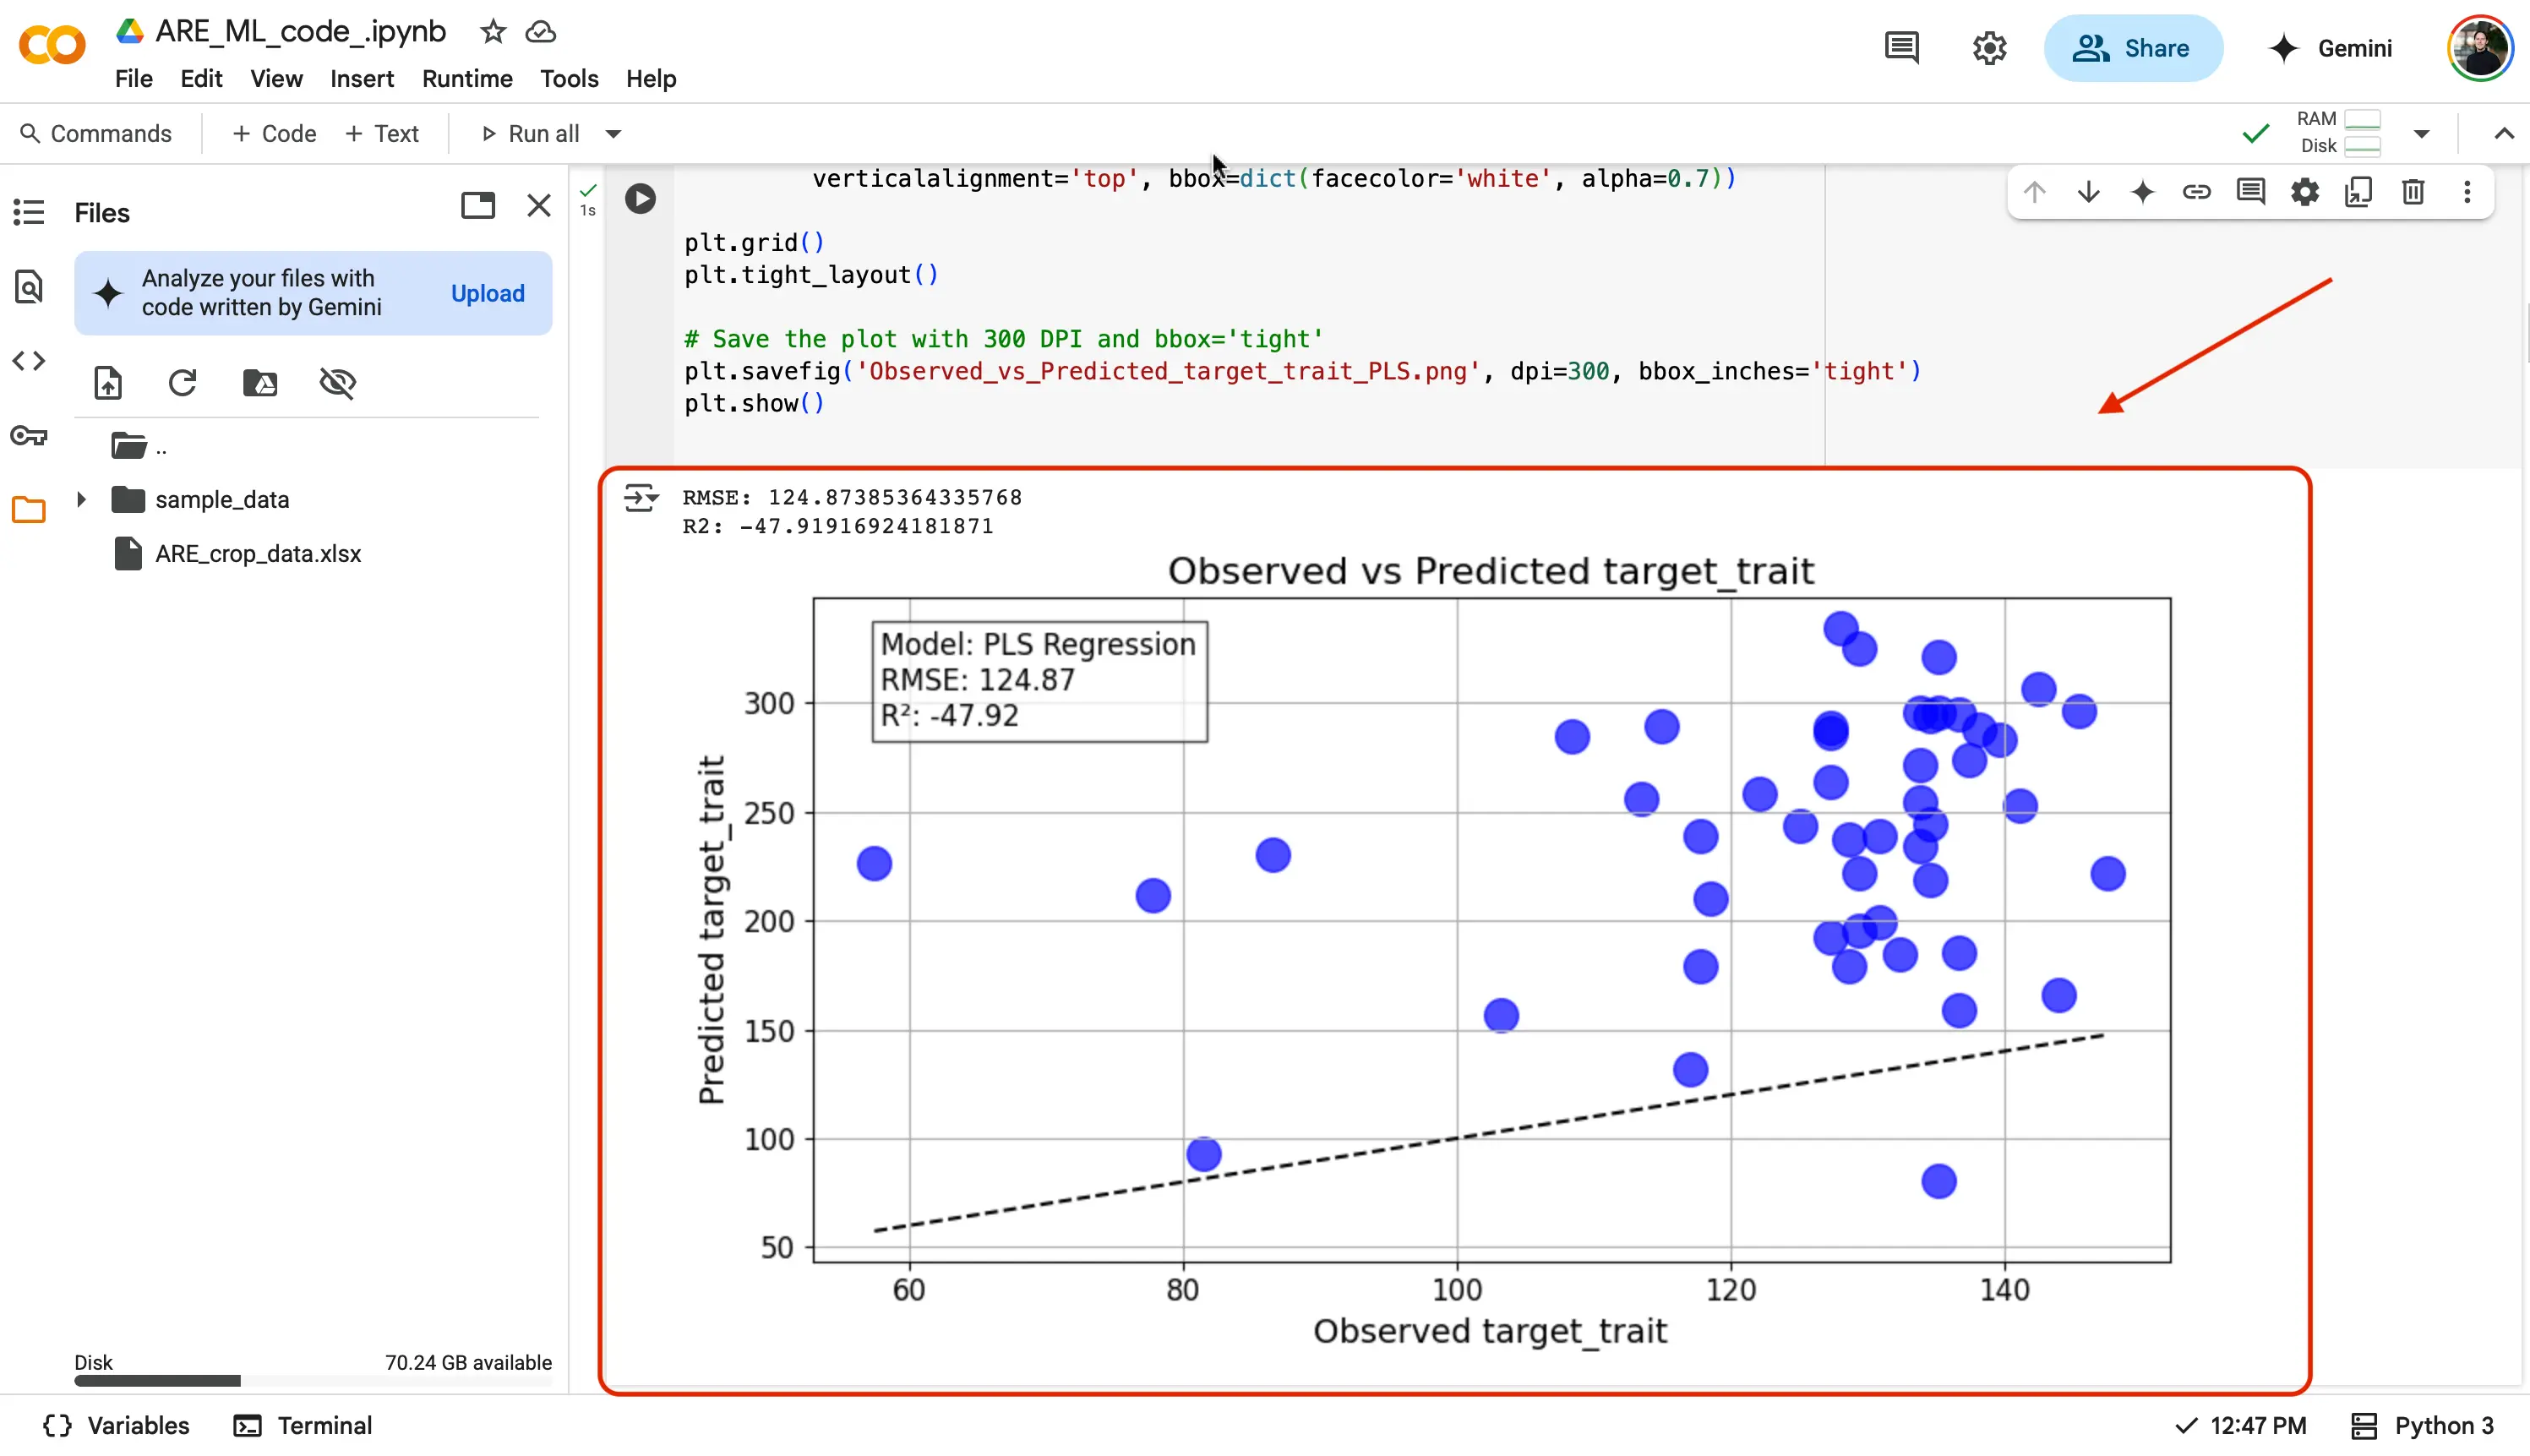 ARE_ML_code_.ipynb
File Edit View Insert Runtime Tools Help
Share
Gemini
Commands
+ Code + Text
Run all
RAM
Disk
Files
Analyze your files with
code written by Gemini
Upload
..
sample_data
ARE_crop_data.xlsx
Disk 70.24 GB available
1s
verticalalignment='top', bbox=dict(facecolor='white', alpha=0.7))
plt.grid()
plt.tight_layout()
# Save the plot with 300 DPI and bbox='tight'
plt.savefig('Observed_vs_Predicted_target_trait_PLS.png', dpi=300, bbox_inches='tight')
plt.show()
RMSE: 124.87385364335768
R2: -47.91916924181871
Observed vs Predicted target_trait
Model: PLS Regression
RMSE: 124.87
R²: -47.92
Predicted target_trait
300
250
200
150
100
50
60 80 100 120 140
Observed target_trait
{} Variables
Terminal
12:47 PM
Python 3